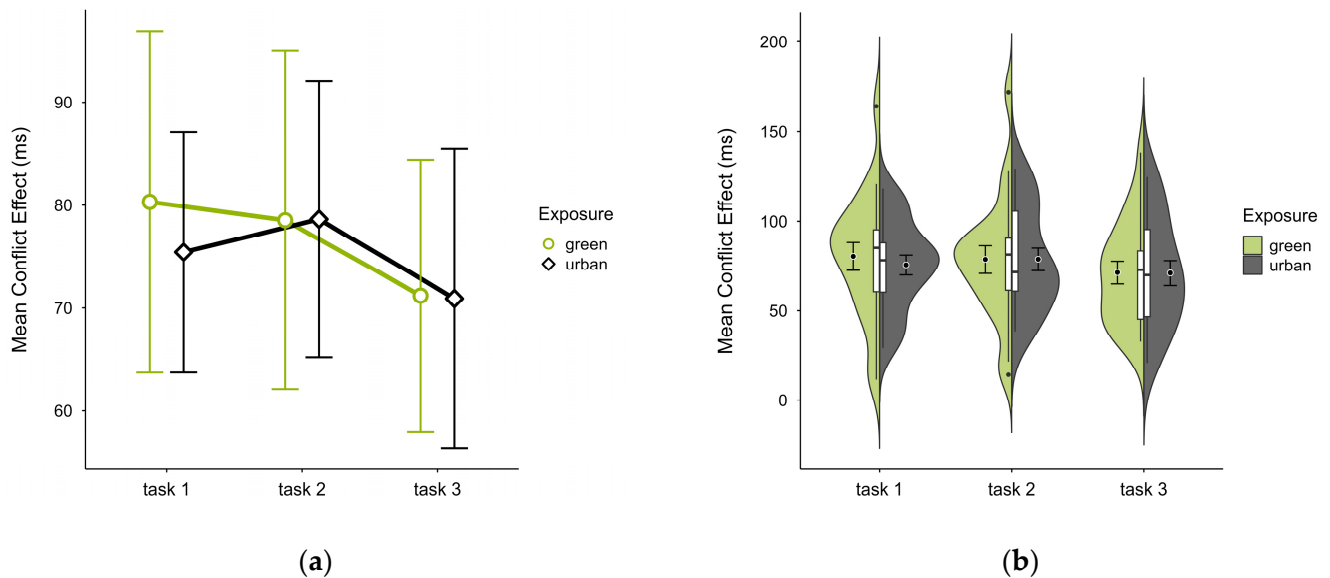 Mean Conflict Effect (ms)
90
80
70
60
task 1
task 2
task 3
Exposure
green
urban
(a)
Mean Conflict Effect (ms)
200
150
100
50
0
task 1
task 2
task 3
Exposure
green
urban
(b)